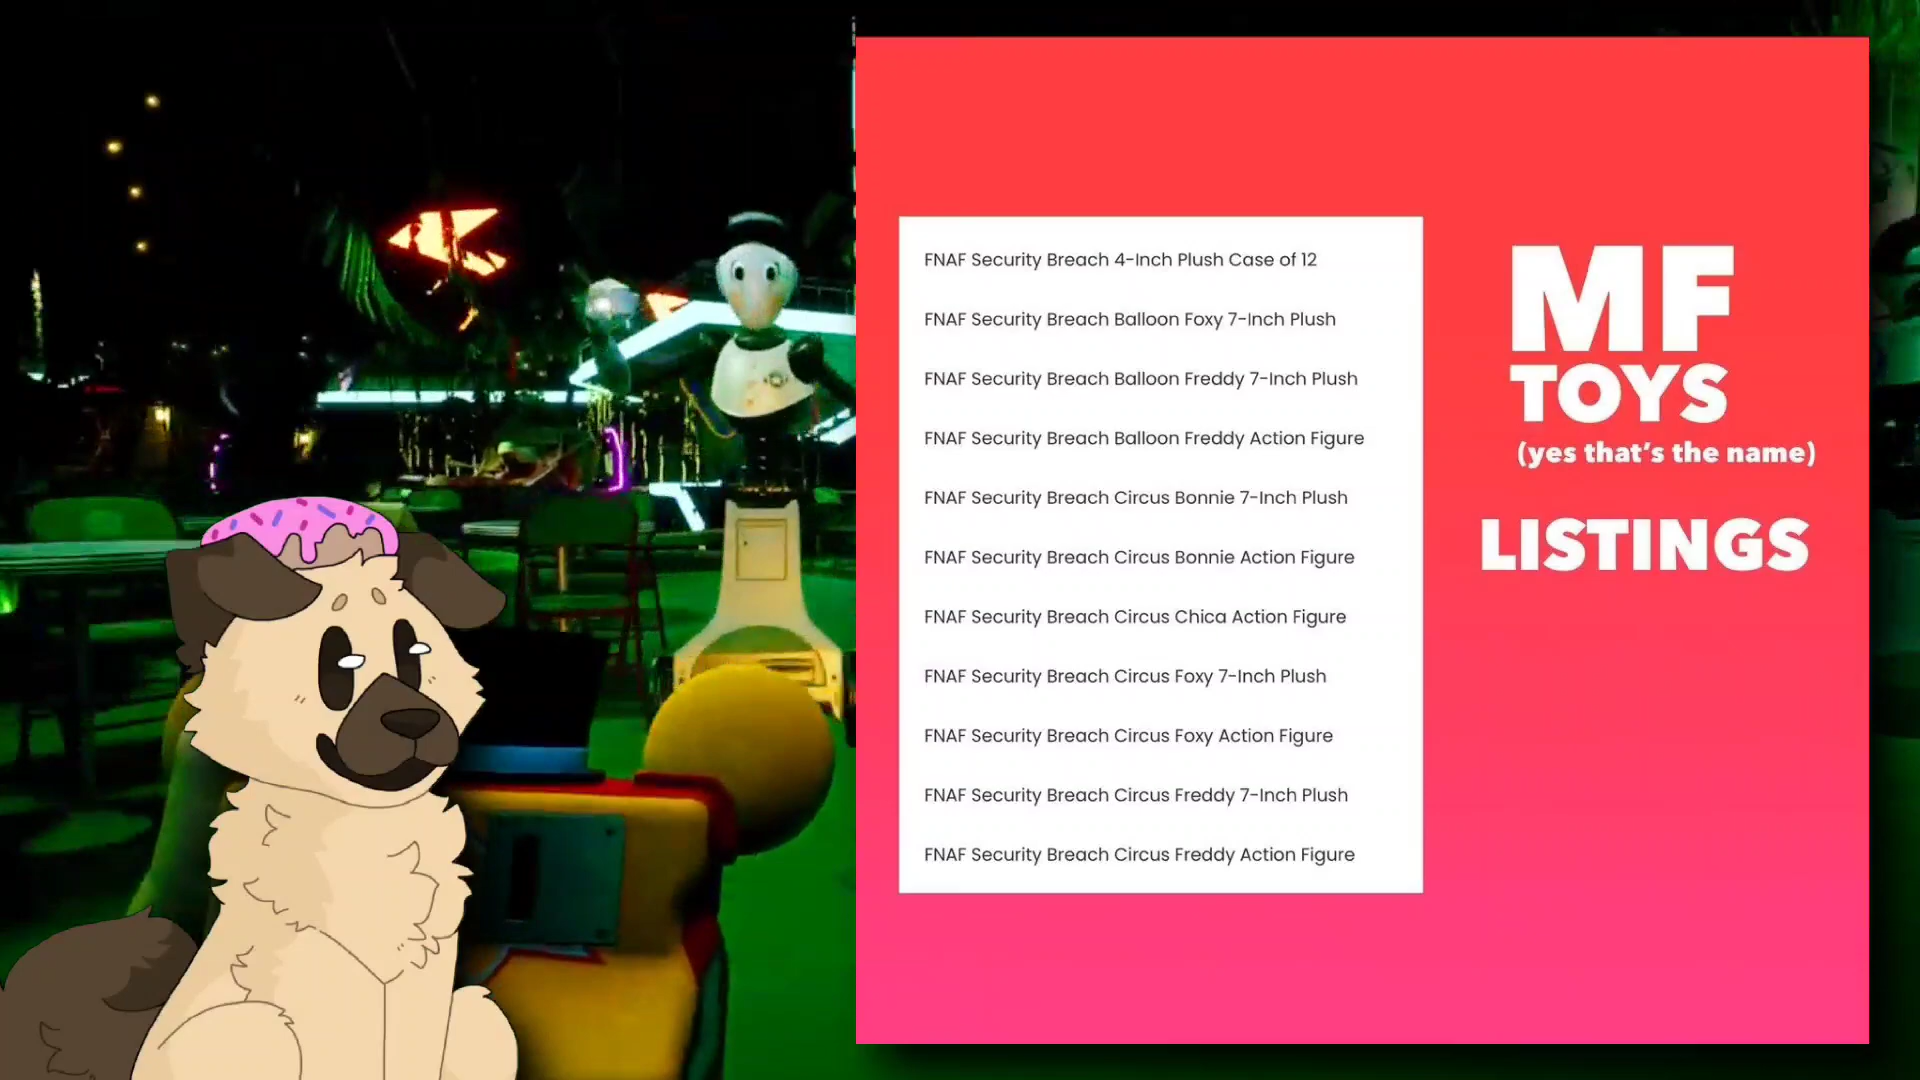 FNAF Security Breach 4-Inch Plush Case of 12
FNAF Security Breach Balloon Foxy 7-Inch Plush
FNAF Security Breach Balloon Freddy 7-Inch Plush
FNAF Security Breach Balloon Freddy Action Figure
FNAF Security Breach Circus Bonnie 7-Inch Plush
FNAF Security Breach Circus Bonnie Action Figure
FNAF Security Breach Circus Chica Action Figure
FNAF Security Breach Circus Foxy 7-Inch Plush
FNAF Security Breach Circus Foxy Action Figure
FNAF Security Breach Circus Freddy 7-Inch Plush
FNAF Security Breach Circus Freddy Action Figure
MF
TOYS
(yes that's the name)
LISTINGS